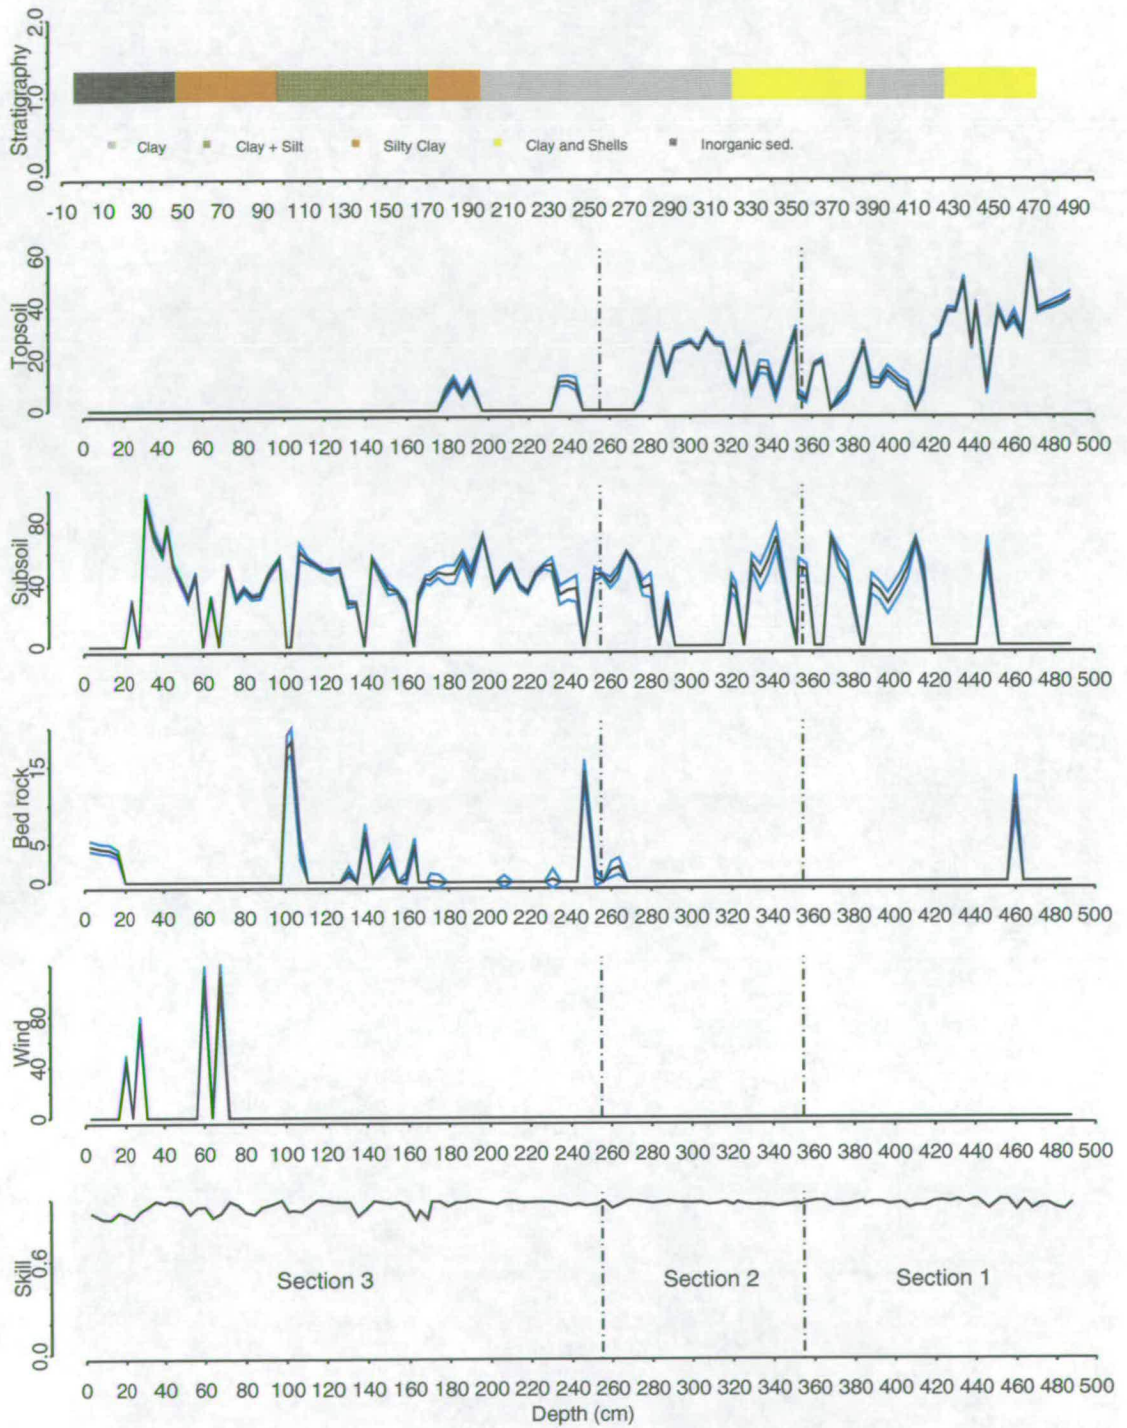 Stratigraphy
2.0
1.0
0.0
Clay Clay + Silt Silty Clay Clay and Shells Inorganic sed.
-10 10 30 50 70 90 110 130 150 170 190 210 230 250 270 290 310 330 350 370 390 410 430 450 470 490
Topsoil
60
40
20
0
0 20 40 60 80 100 120 140 160 180 200 220 240 260 280 300 320 340 360 380 400 420 440 460 480 500
Subsoil
80
40
0
0 20 40 60 80 100 120 140 160 180 200 220 240 260 280 300 320 340 360 380 400 420 440 460 480 500
Bed rock
15
5
0
0 20 40 60 80 100 120 140 160 180 200 220 240 260 280 300 320 340 360 380 400 420 440 460 480 500
Wind
80
40
0
0 20 40 60 80 100 120 140 160 180 200 220 240 260 280 300 320 340 360 380 400 420 440 460 480 500
Skill
0.6
0.0
Section 3 Section 2 Section 1
0 20 40 60 80 100 120 140 160 180 200 220 240 260 280 300 320 340 360 380 400 420 440 460 480 500
Depth (cm)